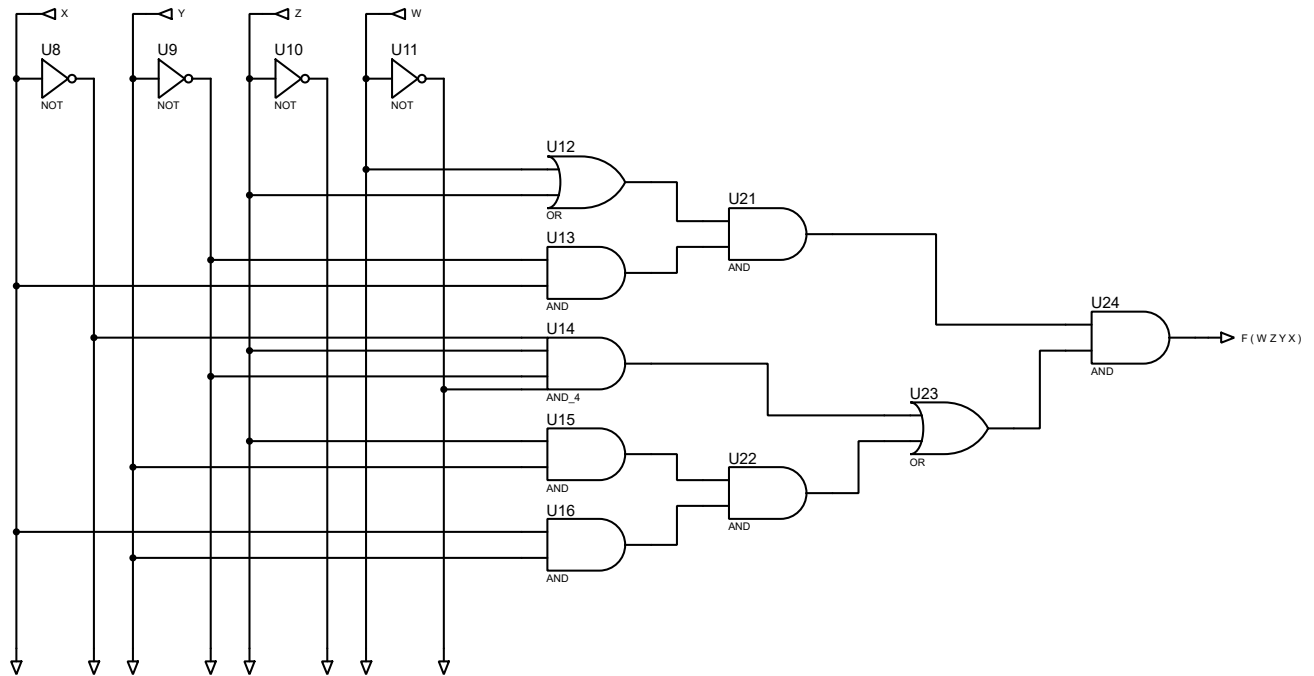 X
Y
Z
W
U8
U9
U10
U11
NOT
NOT
NOT
NOT
U12
OR
U21
AND
U13
AND
U24
AND
F ( W Z Y X )
U14
AND_4
U23
OR
U15
AND
U22
AND
U16
AND